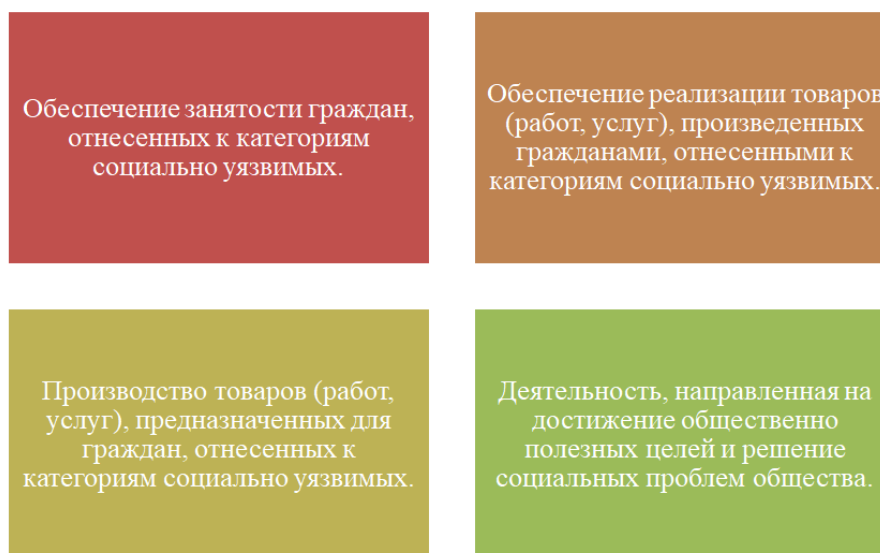 Обеспечение занятости граждан,
отнесенных к категориям
социально уязвимых.
Обеспечение реализации товаров
(работ, услуг), произведенных
гражданами, отнесенными к
категориям социально уязвимых.
Производство товаров (работ,
услуг), предназначенных для
граждан, отнесенных к
категориям социально уязвимых.
Деятельность, направленная на
достижение общественно
полезных целей и решение
социальных проблем общества.